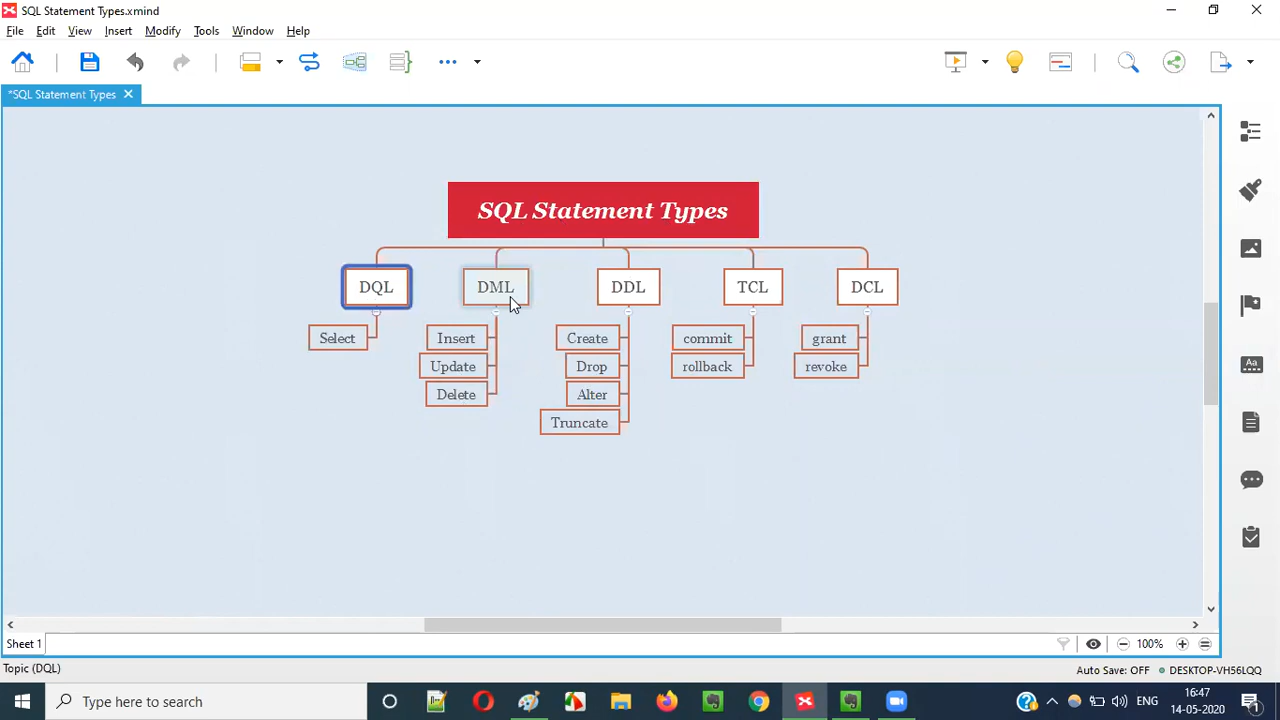 SQL Statement Types.xmind
File Edit View Insert Modify Tools Window Help
*SQL Statement Types
SQL Statement Types
DQL DML DDL TCL DCL
Select Insert Create commit grant
Update Drop rollback revoke
Delete Alter
Truncate
Sheet 1
100%
Topic (DQL)
Auto Save: OFF DESKTOP-VH56LQQ
Type here to search
ENG
16:47
14-05-2020